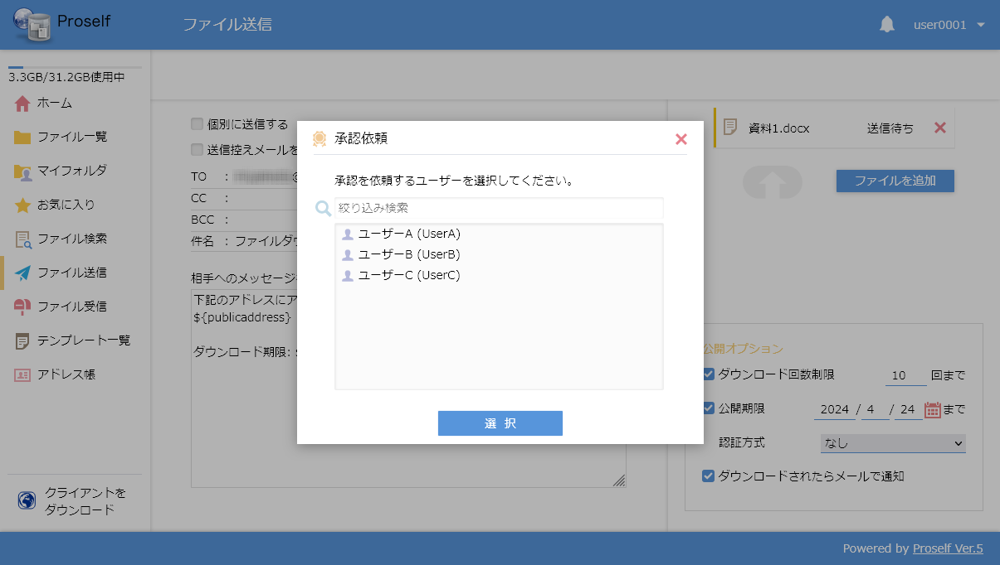 Proself
ファイル送信
user0001
3.3GB/31.2GB使用中
ホーム
ファイル一覧
マイフォルダ
お気に入り
ファイル検索
ファイル送信
ファイル受信
テンプレート一覧
アドレス帳
クライアントを
ダウンロード
個別に送信する
送信控えメールを
TO :
CC :
BCC :
件名 : ファイルダウ
相手へのメッセージ
下記のアドレスにア
${publicaddress}
ダウンロード期限:
承認依頼
承認を依頼するユーザーを選択してください。
絞り込み検索
ユーザーA (UserA)
ユーザーB (UserB)
ユーザーC (UserC)
選 択
資料1.docx 送信待ち
ファイルを追加
公開オプション
ダウンロード回数制限 10 回まで
公開期限 2024 / 4 / 24 まで
認証方式 なし
ダウンロードされたらメールで通知
Powered by Proself Ver.5